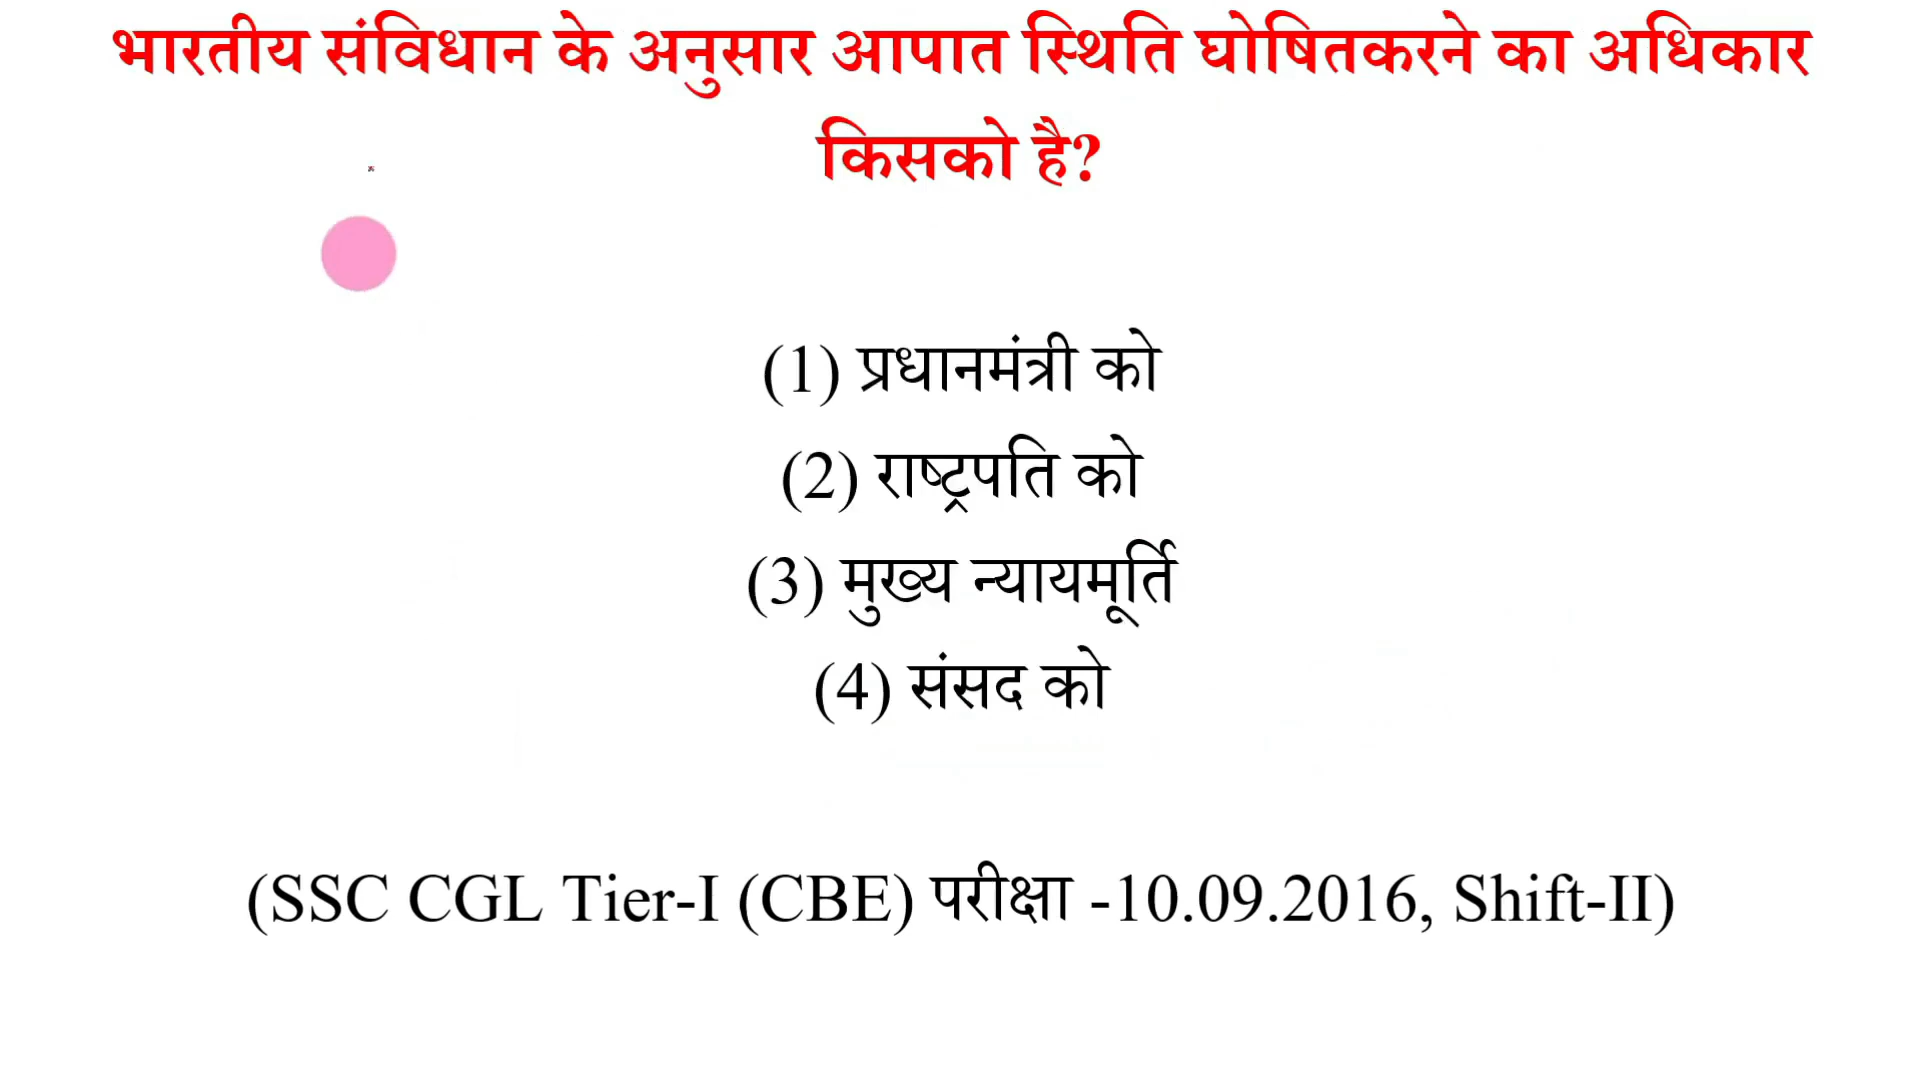 भारतीय संविधान के अनुसार आपात स्थिति घोषितकरने का अधिकार
किसको है?
(1) प्रधानमंत्री को
(2) राष्ट्रपति को
(3) मुख्य न्यायमूर्ति
(4) संसद को
(SSC CGL Tier-I (CBE) परीक्षा -10.09.2016, Shift-II)